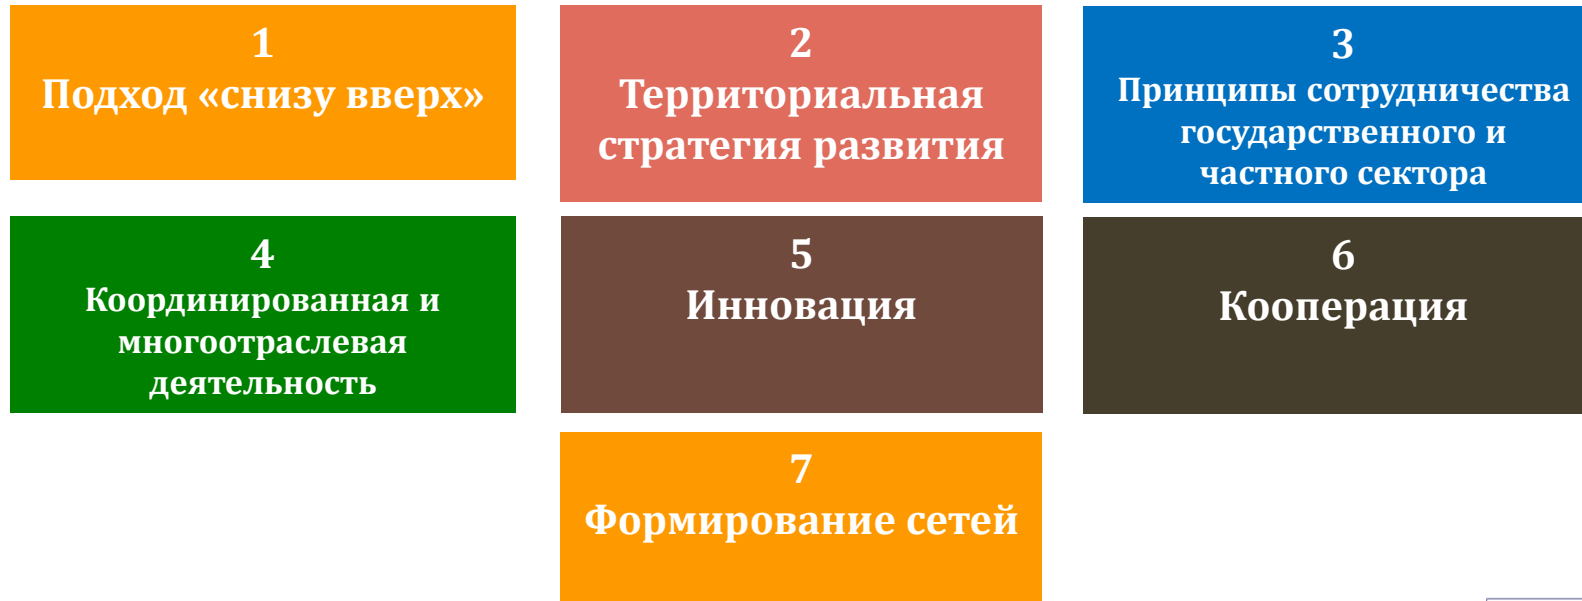 1
Подход «снизу вверх»
2
Территориальная
стратегия развития
3
Принципы сотрудничества
государственного и
частного сектора
4
Координированная и
многоотраслевая
деятельность
5
Инновация
6
Кооперация
7
Формирование сетей